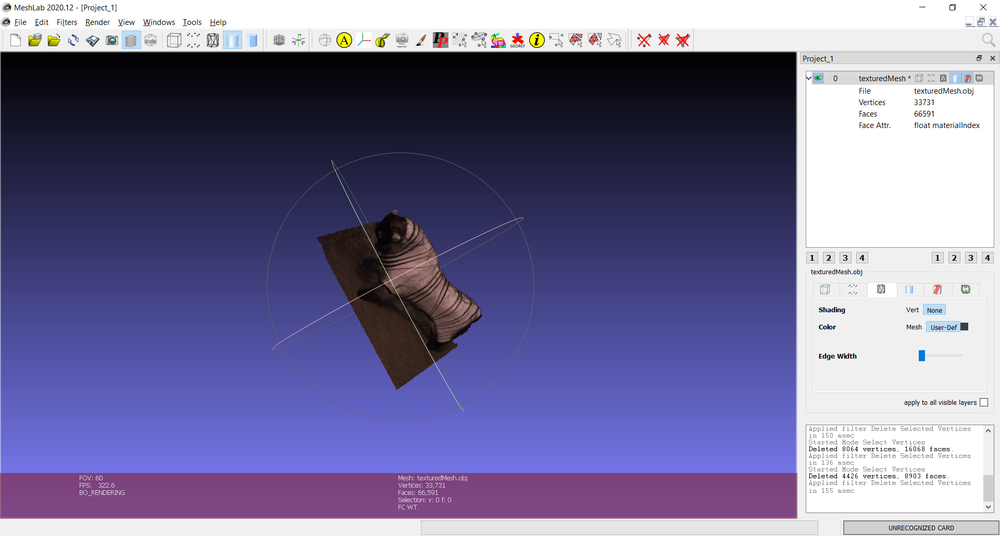 MeshLab 2020.12 - [Project_1]
File Edit Filters Render View Windows Tools Help
A PP GEOREF i
Project_1
0 texturedMesh *
File texturedMesh.obj
Vertices 33731
Faces 66591
Face Attr. float materialIndex
1 2 3 4 1 2 3 4
texturedMesh.obj
Shading Vert None
Color Mesh User-Def
Edge Width
apply to all visible layers
Applied filter Delete Selected Vertices
in 150 msec
Started Mode Select Vertices
Deleted 8064 vertices, 16068 faces.
Applied filter Delete Selected Vertices
in 136 msec
Started Mode Select Vertices
Deleted 4426 vertices, 8903 faces.
Applied filter Delete Selected Vertices
in 155 msec
FOV: 60
FPS: 322.6
BO_RENDERING
Mesh: texturedMesh.obj
Vertices: 33,731
Faces: 66,591
Selection: v: 0 f: 0
FC WT
UNRECOGNIZED CARD